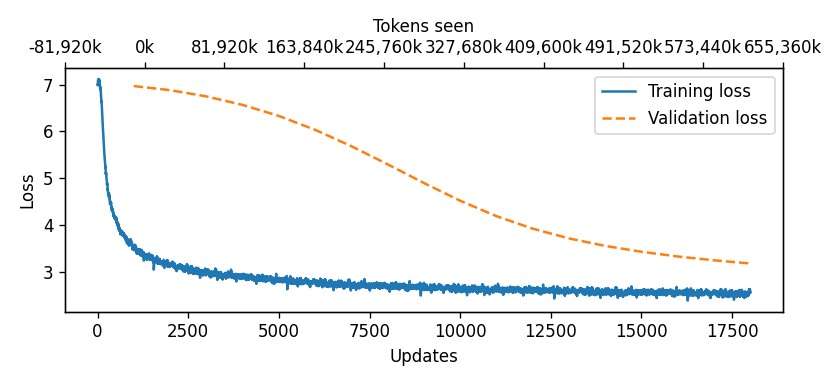 Tokens seen
-81,920k 0k 81,920k 163,840k 245,760k 327,680k 409,600k 491,520k 573,440k 655,360k
7
Training loss
Validation loss
6
5
4
3
Loss
0 2500 5000 7500 10000 12500 15000 17500
Updates